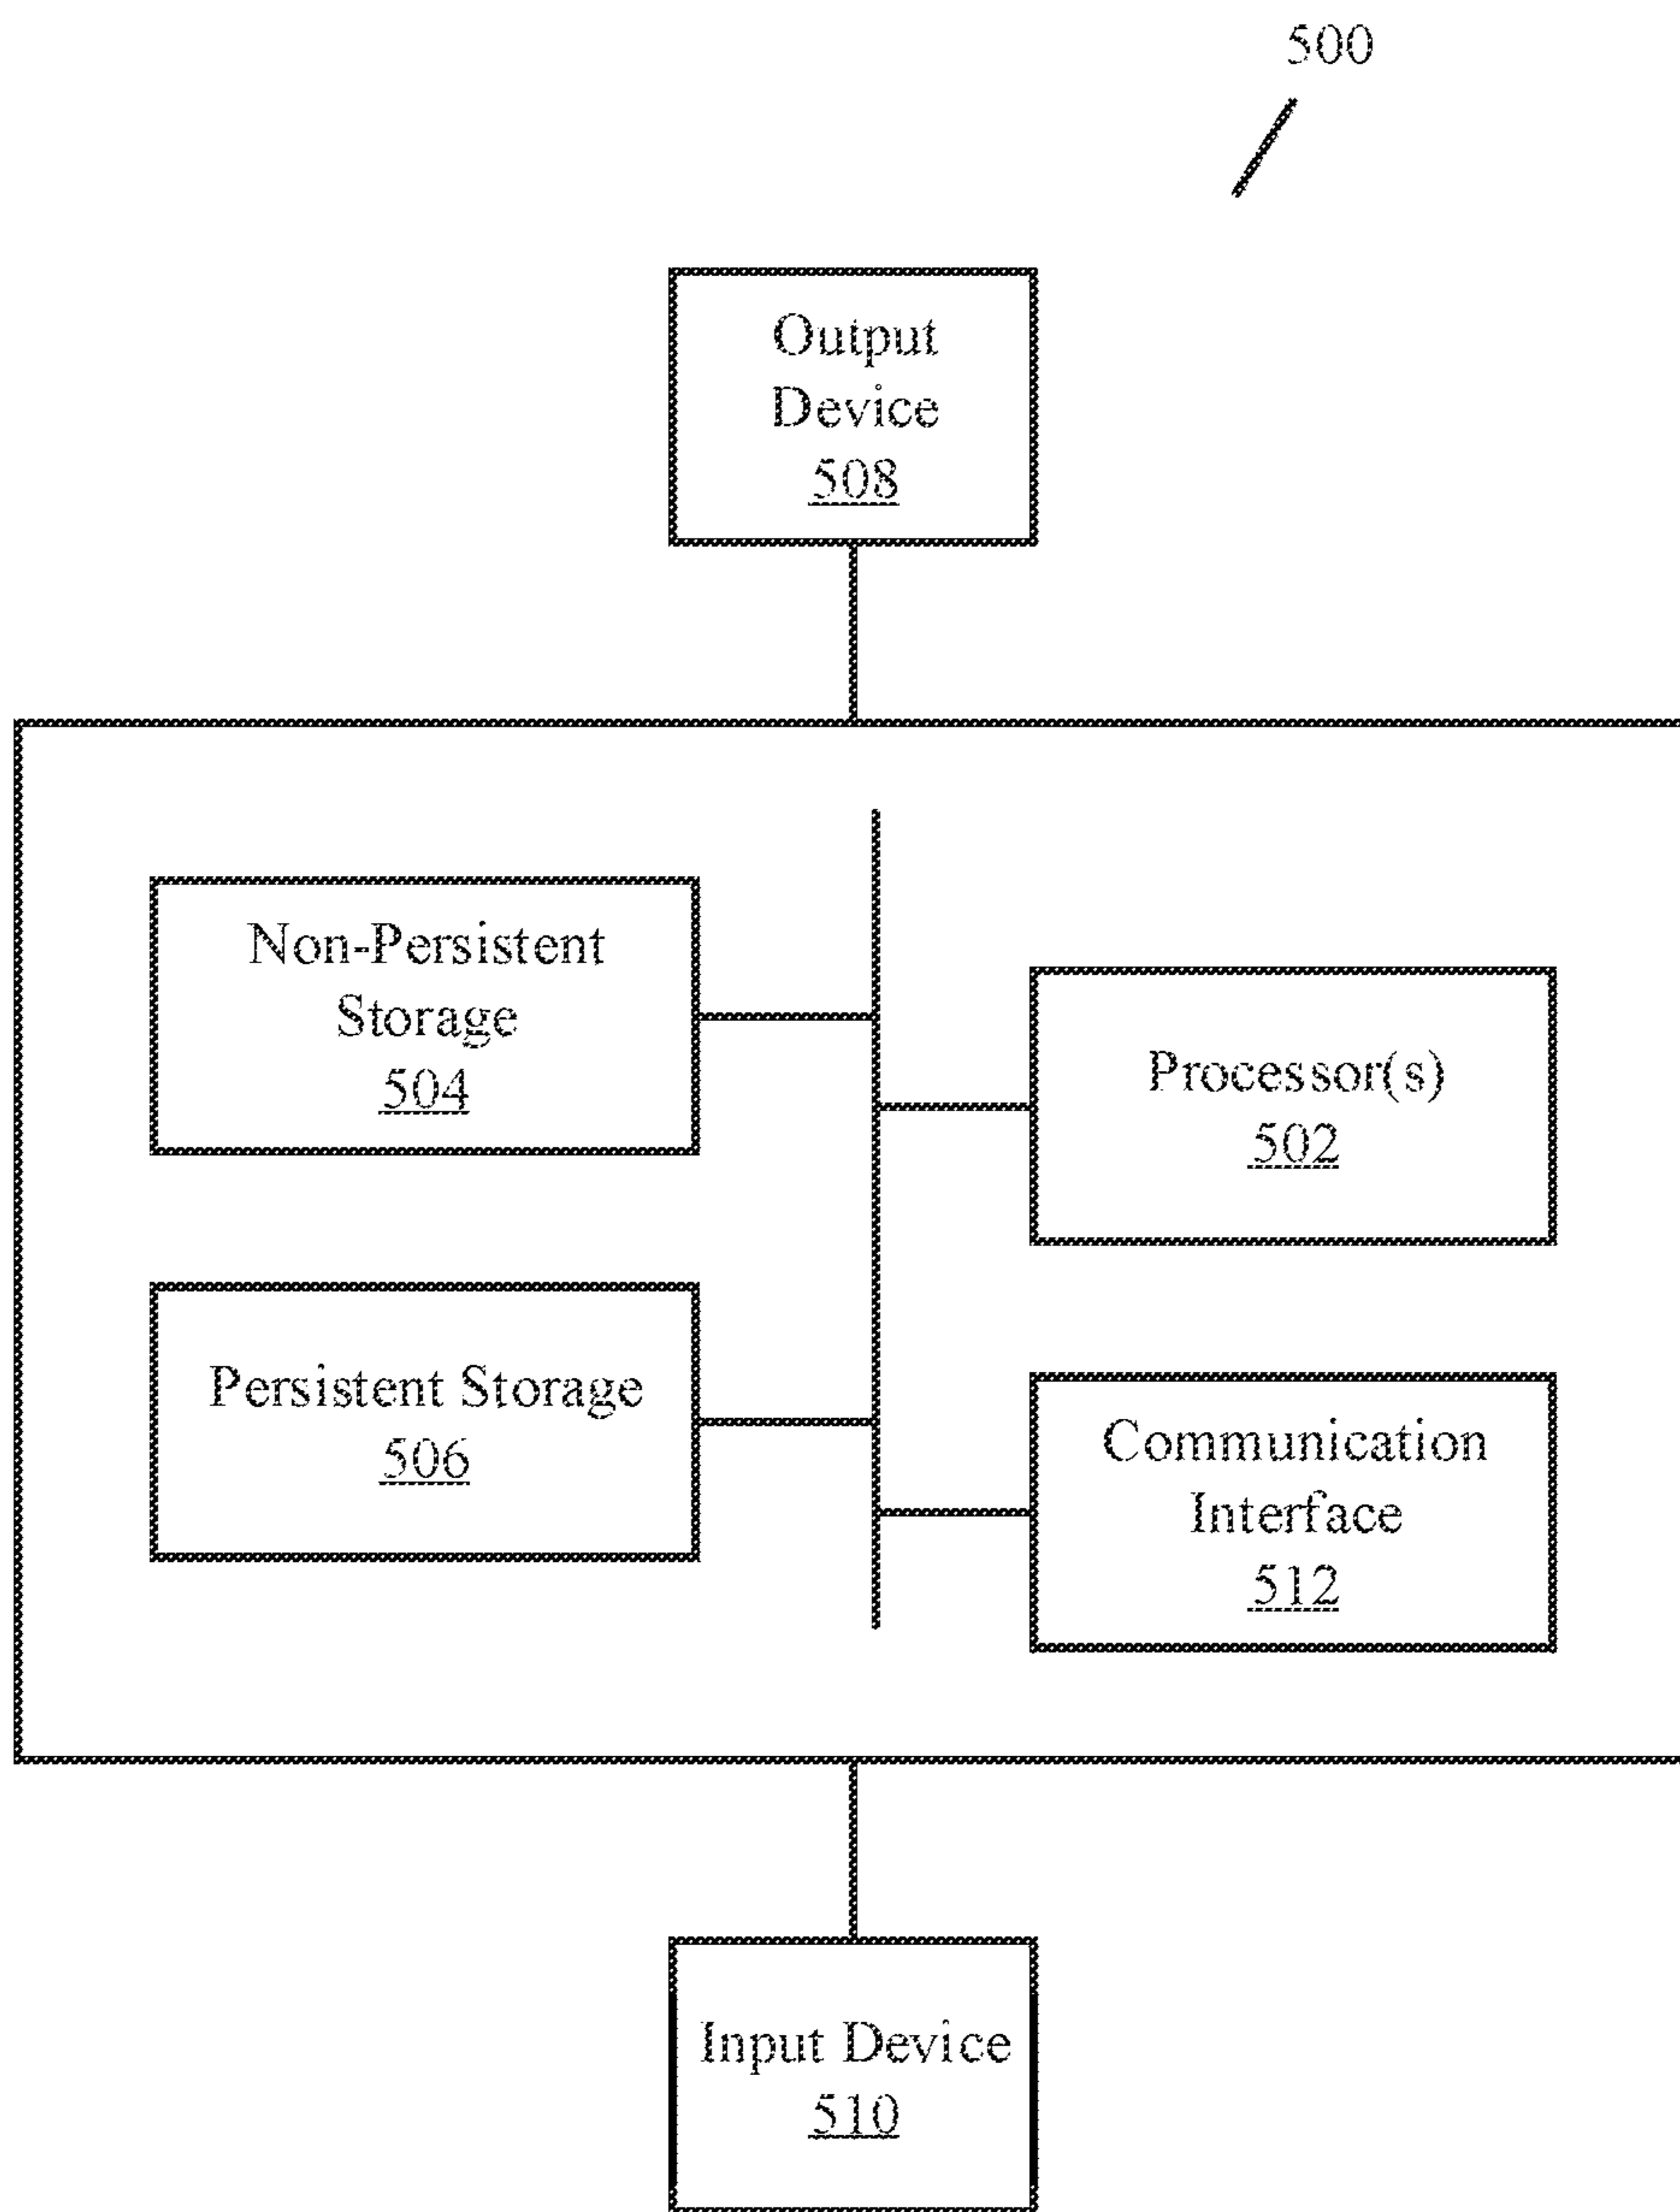 500
Output
Device
508
Non-Persistent
Storage
504
Processor(s)
502
Persistent Storage
506
Communication
Interface
512
Input Device
510